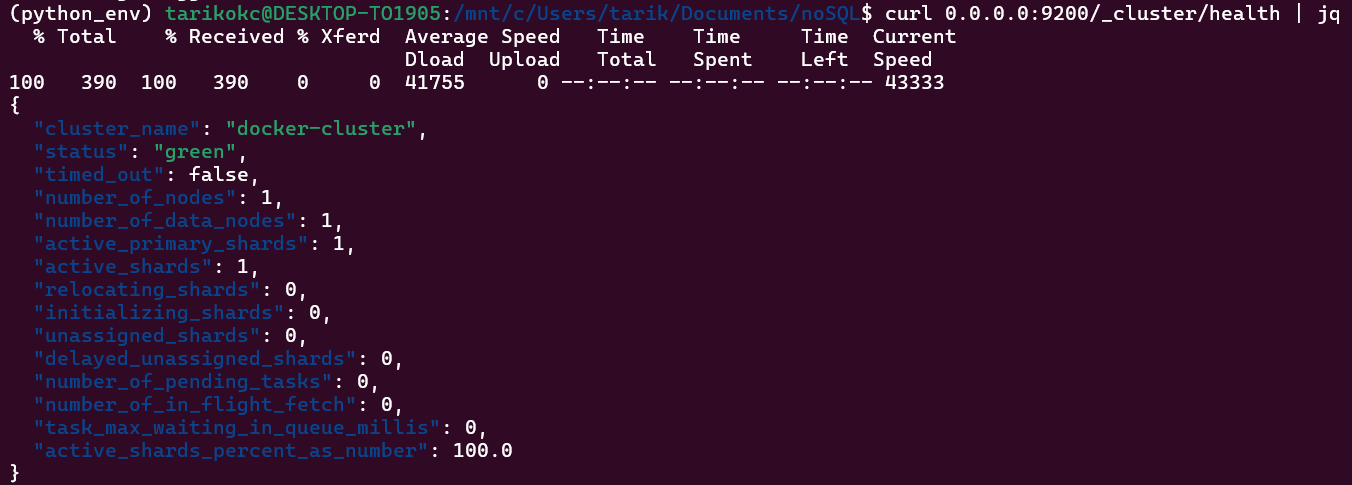 (python_env) tarikokc@DESKTOP-TO1905:/mnt/c/Users/tarik/Documents/noSQL$ curl 0.0.0.0:9200/_cluster/health | jq
  % Total    % Received % Xferd  Average Speed   Time    Time     Time  Current
                                 Dload  Upload   Total   Spent    Left  Speed
100   390  100   390    0     0  41755      0 --:--:-- --:--:-- --:--:-- 43333
{
  "cluster_name": "docker-cluster",
  "status": "green",
  "timed_out": false,
  "number_of_nodes": 1,
  "number_of_data_nodes": 1,
  "active_primary_shards": 1,
  "active_shards": 1,
  "relocating_shards": 0,
  "initializing_shards": 0,
  "unassigned_shards": 0,
  "delayed_unassigned_shards": 0,
  "number_of_pending_tasks": 0,
  "number_of_in_flight_fetch": 0,
  "task_max_waiting_in_queue_millis": 0,
  "active_shards_percent_as_number": 100.0
}